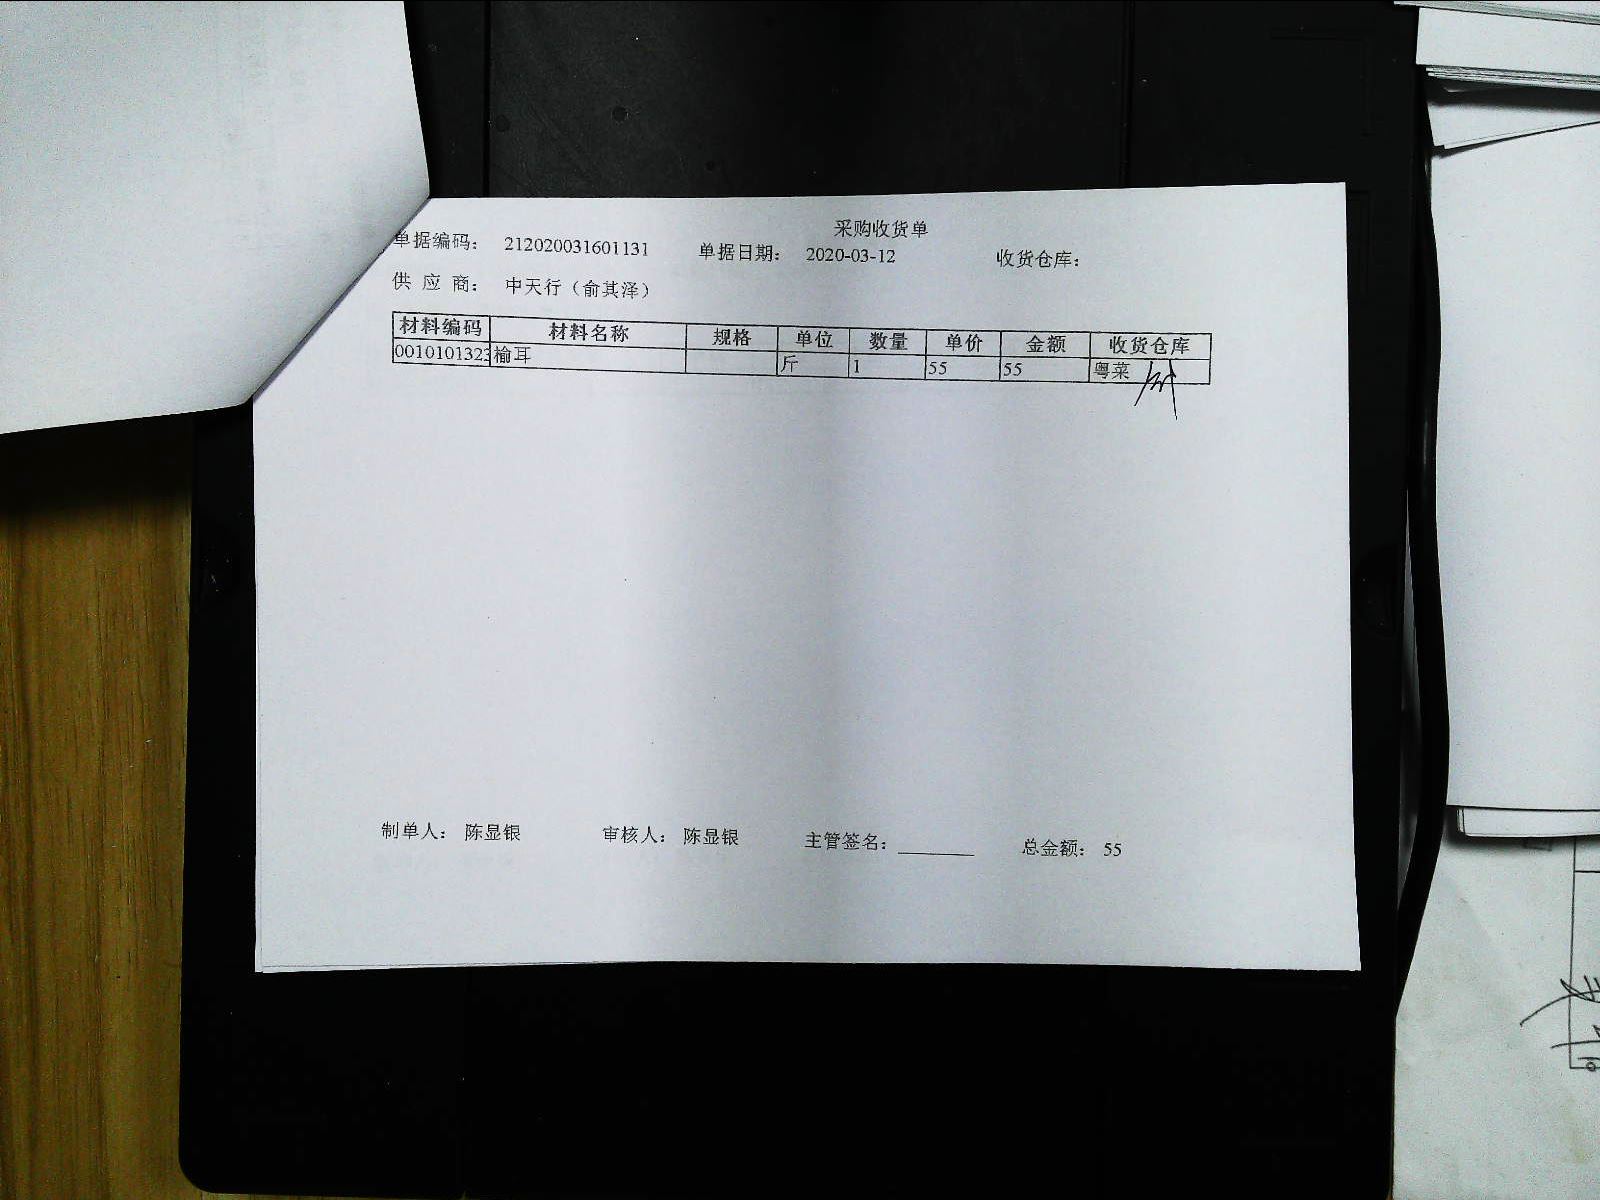 采购收货单
单据编码： 212020031601131 单据日期： 2020-03-12 收货仓库：
供 应 商： 中天行（俞其泽）
材料编码 材料名称 规格 单位 数量 单价 金额 收货仓库
0010101323 榆耳 斤 1 55 55 粤菜
制单人： 陈显银 审核人： 陈显银 主管签名：________ 总金额： 55